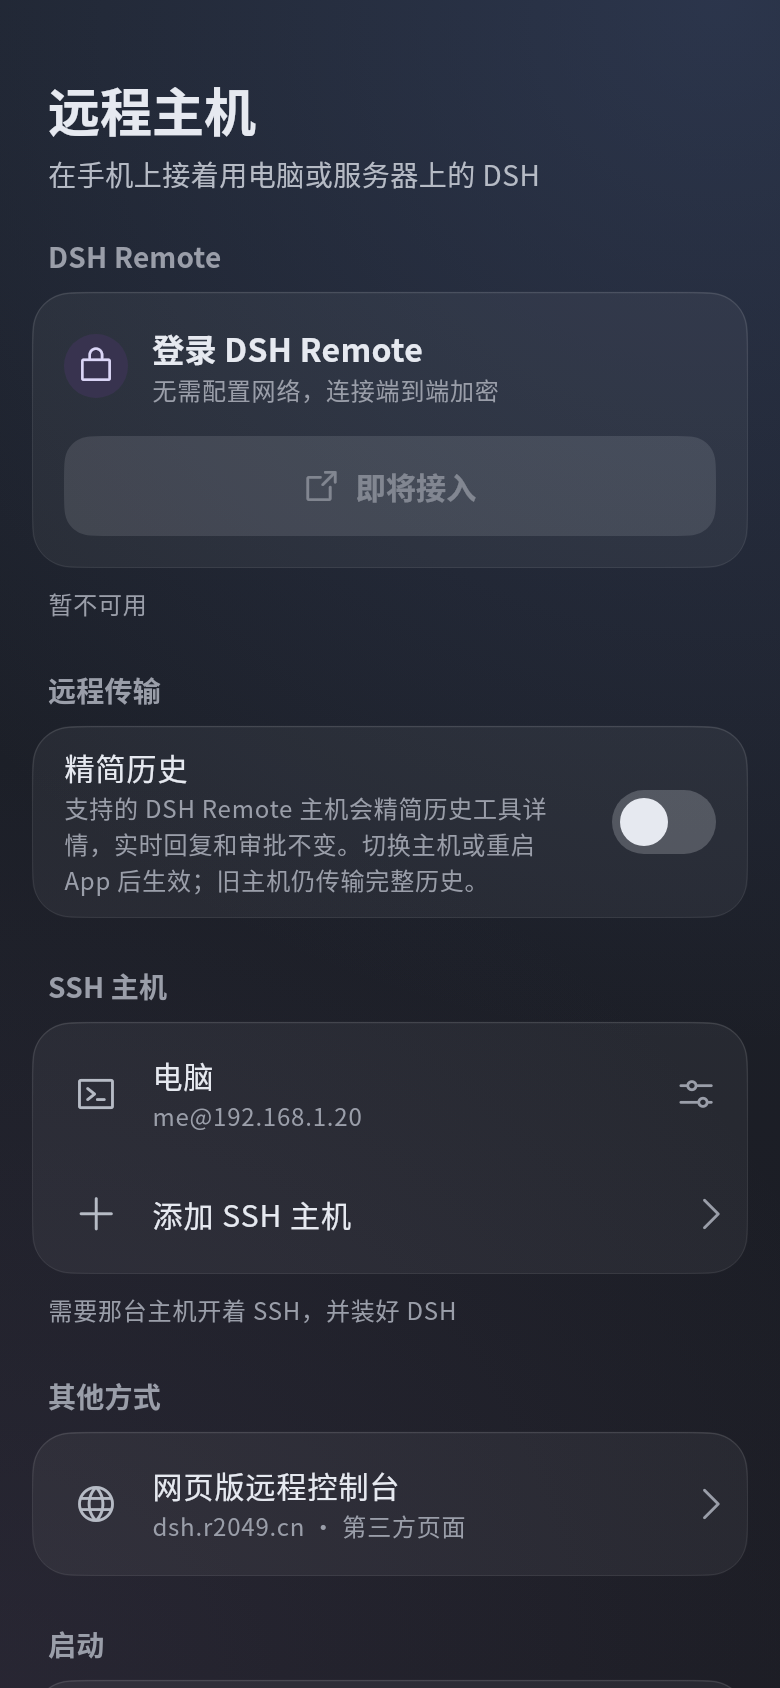 远程主机
在手机上接着用电脑或服务器上的 DSH
DSH Remote
登录 DSH Remote
无需配置网络，连接端到端加密
即将接入
暂不可用
远程传输
精简历史
支持的 DSH Remote 主机会精简历史工具详
情，实时回复和审批不变。切换主机或重启
App 后生效；旧主机仍传输完整历史。
SSH 主机
电脑
me@192.168.1.20
添加 SSH 主机
需要那台主机开着 SSH，并装好 DSH
其他方式
网页版远程控制台
dsh.r2049.cn · 第三方页面
启动